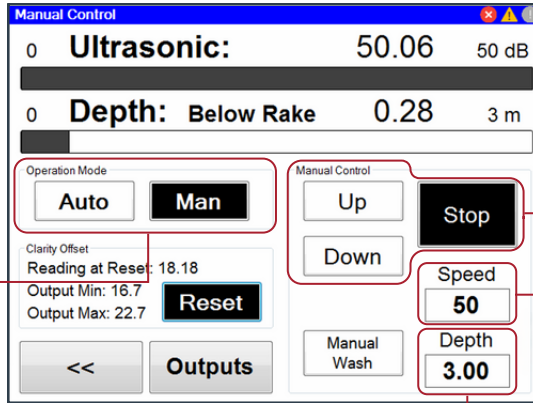 Manual Control
0 Ultrasonic: 50.06 50 dB
0 Depth: Below Rake 0.28 3 m
Operation Mode
Auto
Man
Clarity Offset
Reading at Reset: 18.18
Output Min: 16.7
Output Max: 22.7
Reset
<<
Outputs
Manual Control
Up
Stop
Down
Speed
50
Manual
Wash
Depth
3.00